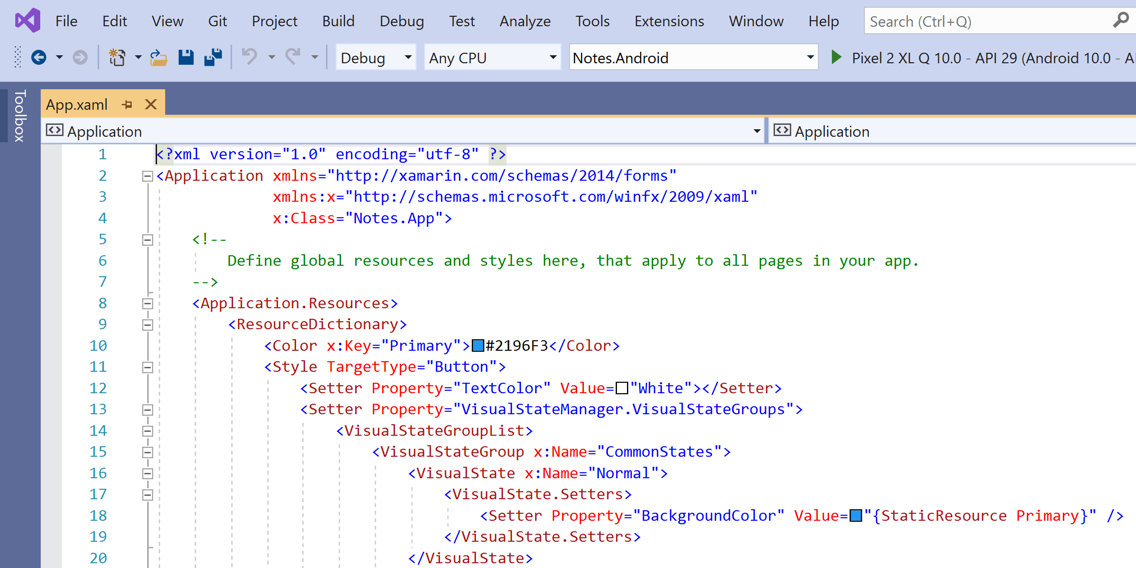 File Edit View Git Project Build Debug Test Analyze Tools Extensions Window Help Search (Ctrl+Q)
Debug Any CPU Notes.Android Pixel 2 XL Q 10.0 - API 29 (Android 10.0 - A
Toolbox
App.xaml
Application Application
1 <?xml version="1.0" encoding="utf-8" ?>
2 <Application xmlns="http://xamarin.com/schemas/2014/forms"
3 xmlns:x="http://schemas.microsoft.com/winfx/2009/xaml"
4 x:Class="Notes.App">
5 <!--
6 Define global resources and styles here, that apply to all pages in your app.
7 -->
8 <Application.Resources>
9 <ResourceDictionary>
10 <Color x:Key="Primary">#2196F3</Color>
11 <Style TargetType="Button">
12 <Setter Property="TextColor" Value="White"></Setter>
13 <Setter Property="VisualStateManager.VisualStateGroups">
14 <VisualStateGroupList>
15 <VisualStateGroup x:Name="CommonStates">
16 <VisualState x:Name="Normal">
17 <VisualState.Setters>
18 <Setter Property="BackgroundColor" Value="{StaticResource Primary}" />
19 </VisualState.Setters>
20 </VisualState>